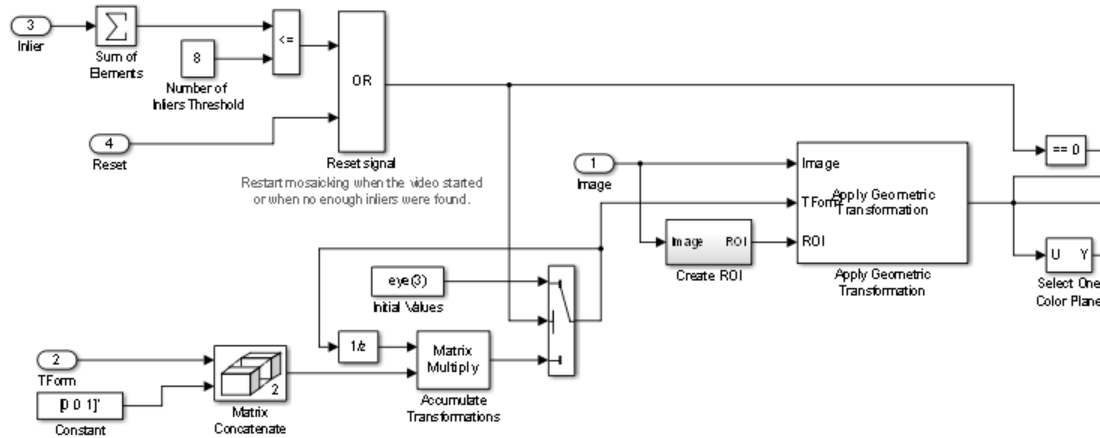 3
Inlier
Sum of
Elements
8
Number of
Inliers Threshold
<=
OR
4
Reset
Reset signal
Restart mosaicking when the video started
or when no enough inliers were found.
1
Image
Image
Apply Geometric
Transformation
TForm
ROI
Apply Geometric
Transformation
Image ROI
Create ROI
== 0
U Y
Select One
Color Plane
eye(3)
Initial Values
1/z
Matrix
Multiply
Accumulate
Transformations
2
TForm
[0 0 1]'
Constant
2
Matrix
Concatenate